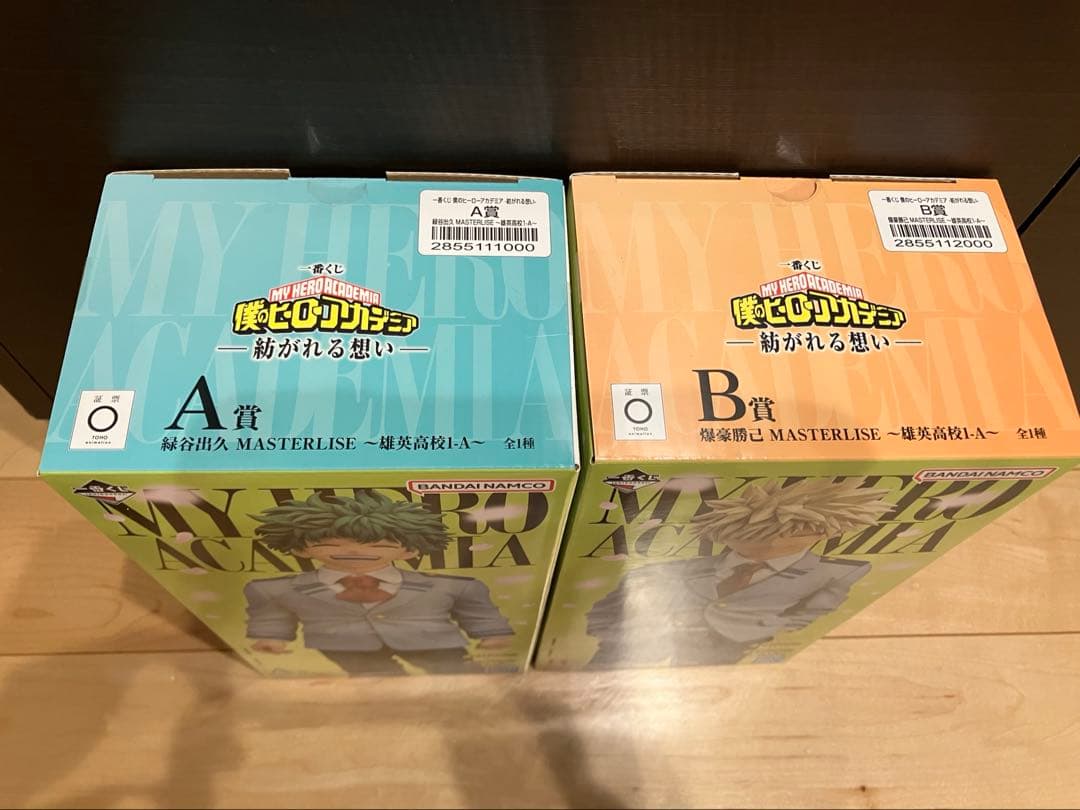 一番くじ 僕のヒーローアカデミア -紡がれる想い-
A賞
緑谷出久 MASTERLISE ～雄英高校1-A～
2855111000
MY HERO
ACADEMIA
一番くじ
MY HERO ACADEMIA
僕のヒーローアカデミア
―紡がれる想い―
証票
TOHO
animation
A賞
緑谷出久 MASTERLISE ～雄英高校1-A～ 全1種
一番くじ
BANDAI NAMCO
MY HERO
ACADEMIA
一番くじ 僕のヒーローアカデミア -紡がれる想い-
B賞
爆豪勝己 MASTERLISE ～雄英高校1-A～
2855112000
MY HERO
ACADEMIA
一番くじ
MY HERO ACADEMIA
僕のヒーローアカデミア
―紡がれる想い―
証票
TOHO
animation
B賞
爆豪勝己 MASTERLISE ～雄英高校1-A～ 全1種
一番くじ
BANDAI NAMCO
MY HERO
ACADEMIA